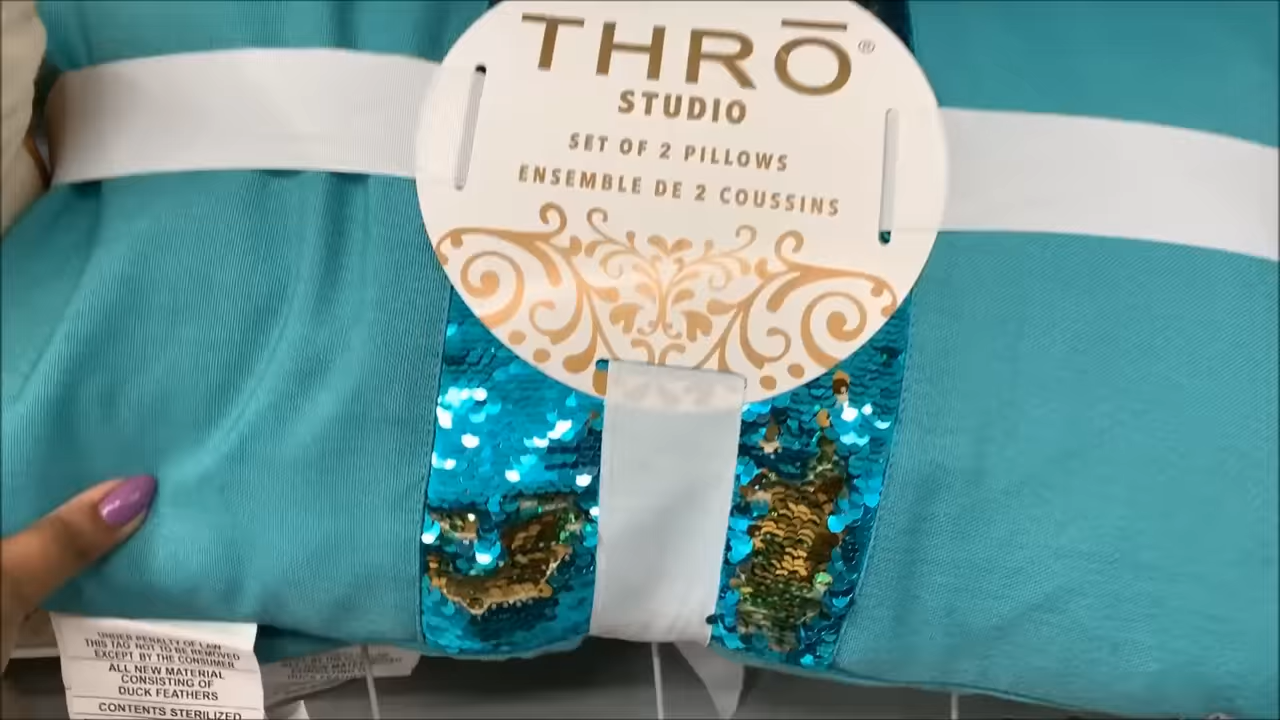 THRŌ®
STUDIO
SET OF 2 PILLOWS
ENSEMBLE DE 2 COUSSINS
UNDER PENALTY OF LAW
THIS TAG NOT TO BE REMOVED
EXCEPT BY THE CONSUMER
ALL NEW MATERIAL
CONSISTING OF
DUCK FEATHERS
CONTENTS STERILIZED